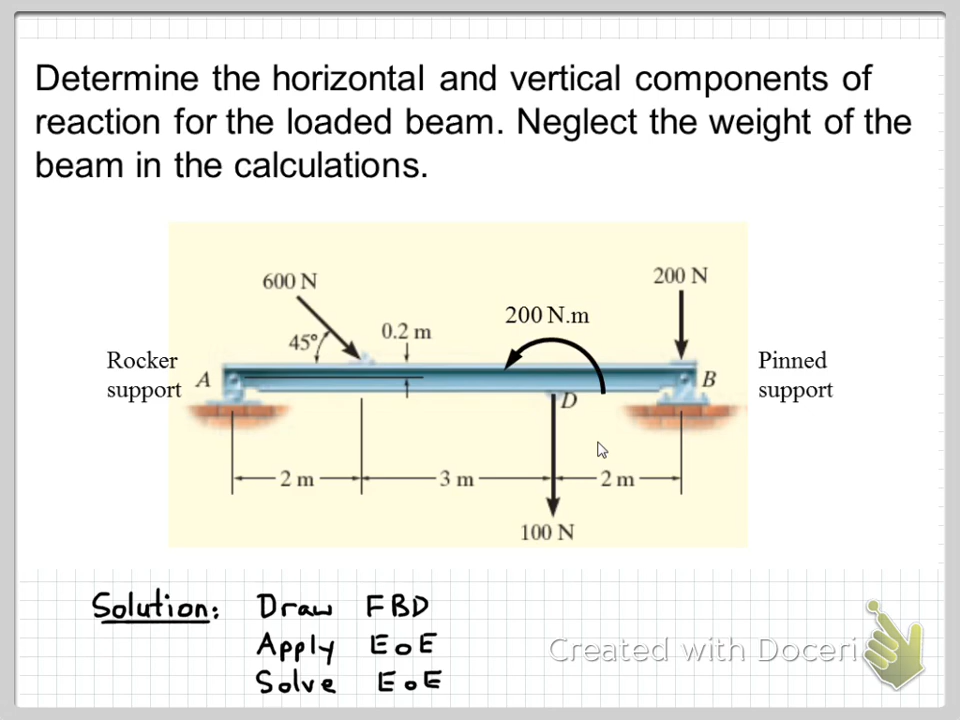 Determine the horizontal and vertical components of
reaction for the loaded beam. Neglect the weight of the
beam in the calculations.
600 N
200 N
200 N.m
45°
0.2 m
Rocker
support
A
B
Pinned
support
D
2 m
3 m
2 m
100 N
Solution: Draw FBD
Apply EoE
Solve EoE
Created with Doceri